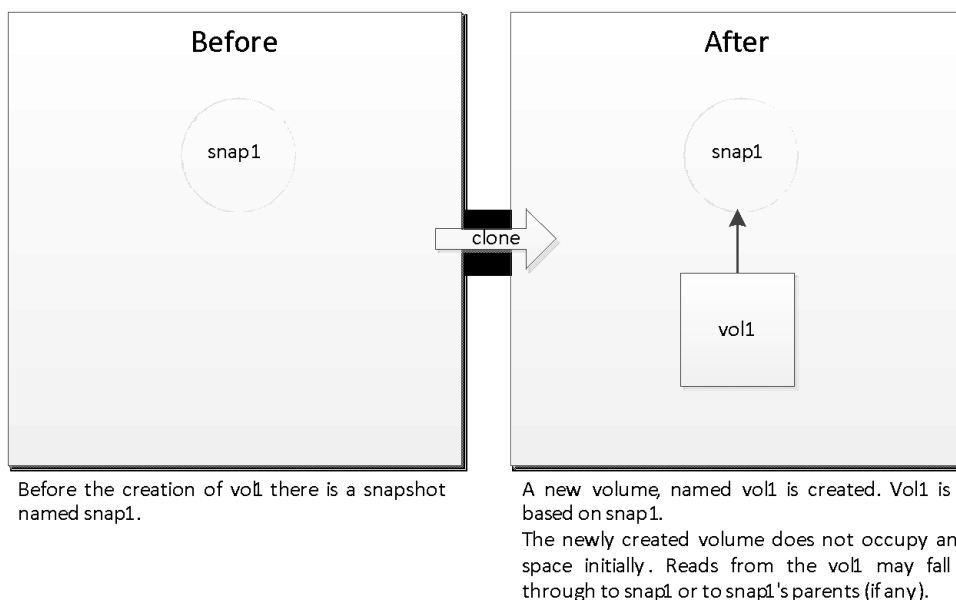 Before
snap1
Before the creation of vol1 there is a snapshot
named snap1.
clone
After
snap1
vol1
A new volume, named vol1 is created. Vol1 is
based on snap1.
The newly created volume does not occupy an
space initially. Reads from the vol1 may fall
through to snap1 or to snap1's parents (if any).